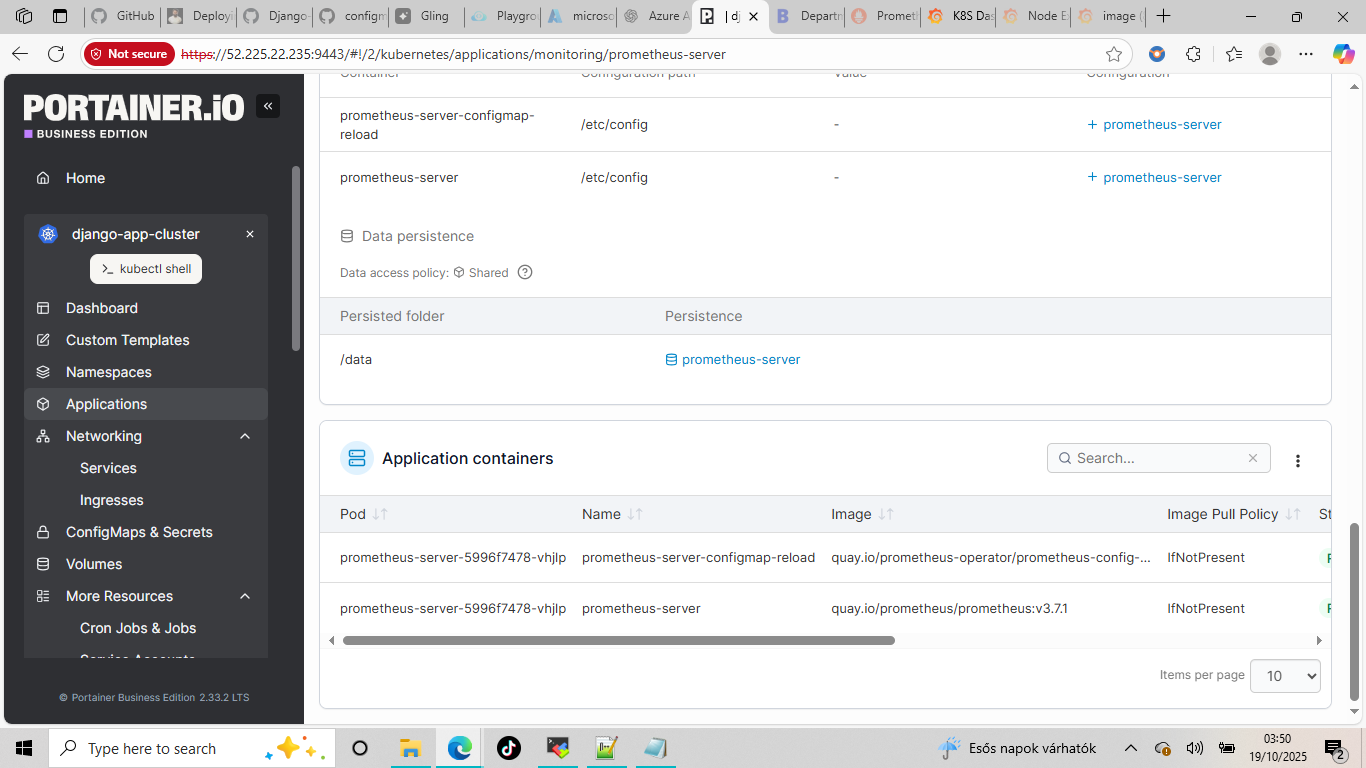 GitHub
Deployi
Django-
configm
Gling
Playgro
microso
Azure A
| dj
Departm
Prometh
K8S Das
Node E
image (
Not secure
https://52.225.22.235:9443/#!/2/kubernetes/applications/monitoring/prometheus-server
PORTAINER.iO
BUSINESS EDITION
Home
django-app-cluster
kubectl shell
Dashboard
Custom Templates
Namespaces
Applications
Networking
Services
Ingresses
ConfigMaps & Secrets
Volumes
More Resources
Cron Jobs & Jobs
Service Accounts
© Portainer Business Edition 2.33.2 LTS
Container Configuration path Value Configuration
prometheus-server-configmap-
reload
/etc/config - + prometheus-server
prometheus-server /etc/config - + prometheus-server
Data persistence
Data access policy: Shared
Persisted folder Persistence
/data prometheus-server
Application containers
Search...
Pod Name Image Image Pull Policy St
prometheus-server-5996f7478-vhjlp prometheus-server-configmap-reload quay.io/prometheus-operator/prometheus-config-... IfNotPresent
prometheus-server-5996f7478-vhjlp prometheus-server quay.io/prometheus/prometheus:v3.7.1 IfNotPresent
Items per page 10
Type here to search
Esős napok várhatók
03:50
19/10/2025
2